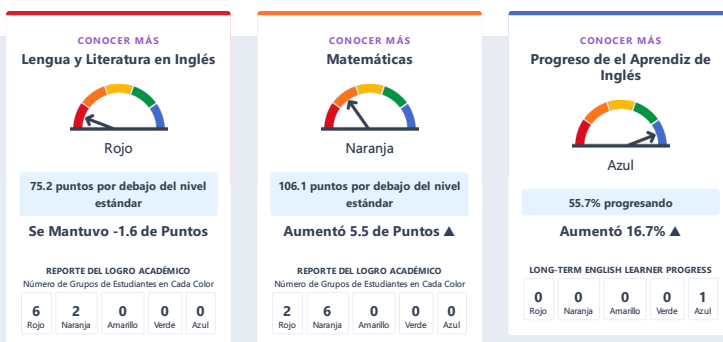 CONOCER MÁS
Lengua y Literatura en Inglés
Rojo
75.2 puntos por debajo del nivel
estándar
Se Mantuvo -1.6 de Puntos
REPORTE DEL LOGRO ACADÉMICO
Número de Grupos de Estudiantes en Cada Color
6 2 0 0 0
Rojo Naranja Amarillo Verde Azul
CONOCER MÁS
Matemáticas
Naranja
106.1 puntos por debajo del nivel
estándar
Aumentó 5.5 de Puntos ▲
REPORTE DEL LOGRO ACADÉMICO
Número de Grupos de Estudiantes en Cada Color
2 6 0 0 0
Rojo Naranja Amarillo Verde Azul
CONOCER MÁS
Progreso de el Aprendiz de
Inglés
Azul
55.7% progresando
Aumentó 16.7% ▲
LONG-TERM ENGLISH LEARNER PROGRESS
0 0 0 0 1
Rojo Naranja Amarillo Verde Azul